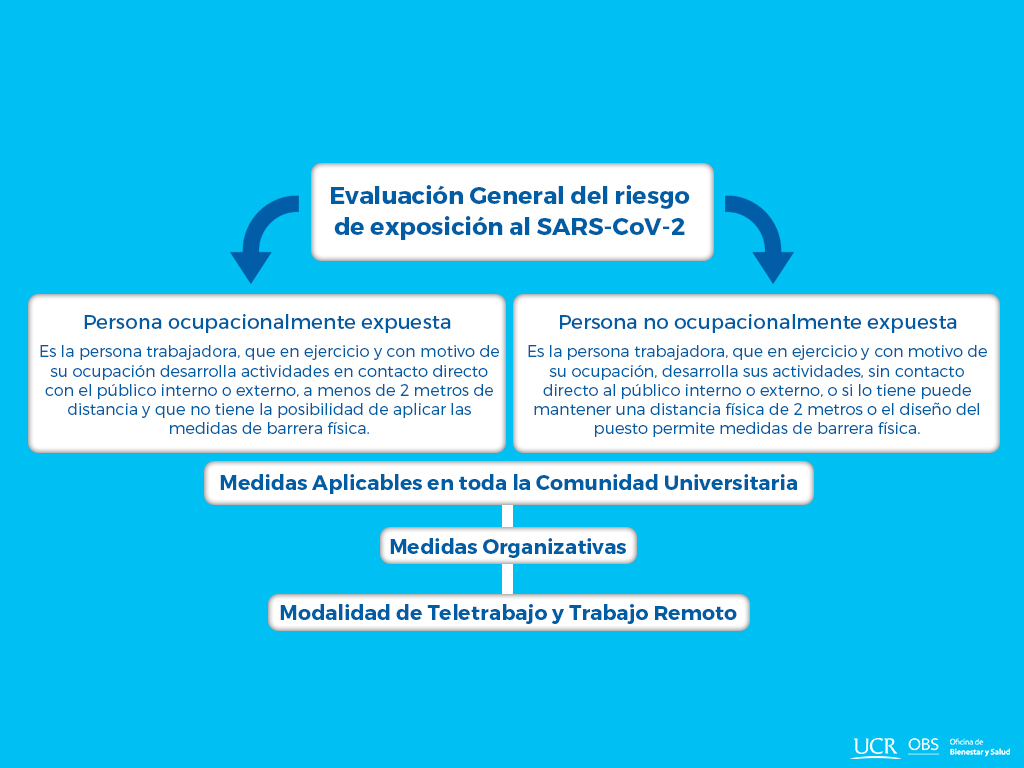 Evaluación General del riesgo
de exposición al SARS-CoV-2
Persona ocupacionalmente expuesta
Es la persona trabajadora, que en ejercicio y con motivo de
su ocupación desarrolla actividades en contacto directo
con el público interno o externo, a menos de 2 metros de
distancia y que no tiene la posibilidad de aplicar las
medidas de barrera física.
Persona no ocupacionalmente expuesta
Es la persona trabajadora, que en ejercicio y con motivo de
su ocupación, desarrolla sus actividades, sin contacto
directo al público interno o externo, o si lo tiene puede
mantener una distancia física de 2 metros o el diseño del
puesto permite medidas de barrera física.
Medidas Aplicables en toda la Comunidad Universitaria
Medidas Organizativas
Modalidad de Teletrabajo y Trabajo Remoto
UCR
OBS
Oficina de
Bienestar y Salud